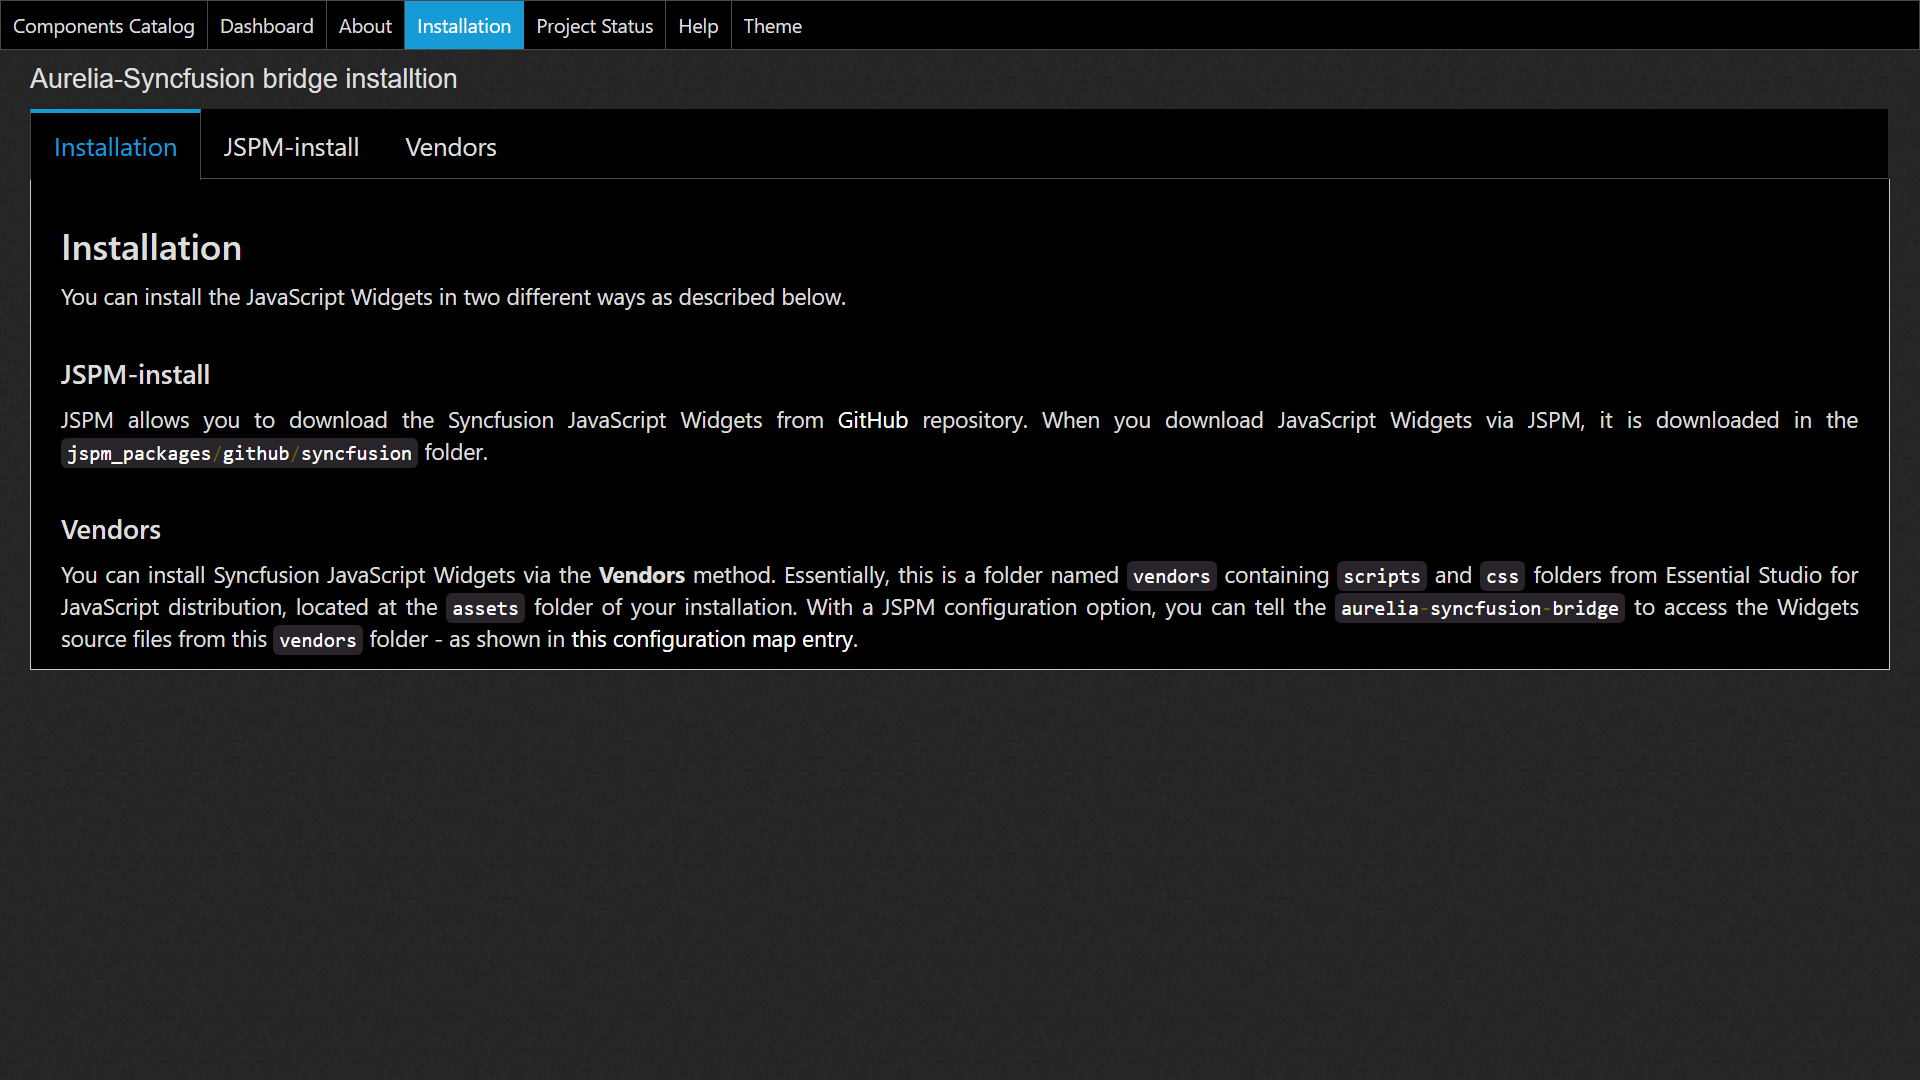 Components Catalog Dashboard About Installation Project Status Help Theme
Aurelia-Syncfusion bridge installtion
Installation JSPM-install Vendors
Installation
You can install the JavaScript Widgets in two different ways as described below.
JSPM-install
JSPM allows you to download the Syncfusion JavaScript Widgets from GitHub repository. When you download JavaScript Widgets via JSPM, it is downloaded in the
jspm_packages/github/syncfusion folder.
Vendors
You can install Syncfusion JavaScript Widgets via the Vendors method. Essentially, this is a folder named vendors containing scripts and css folders from Essential Studio for
JavaScript distribution, located at the assets folder of your installation. With a JSPM configuration option, you can tell the aurelia-syncfusion-bridge to access the Widgets
source files from this vendors folder - as shown in this configuration map entry.